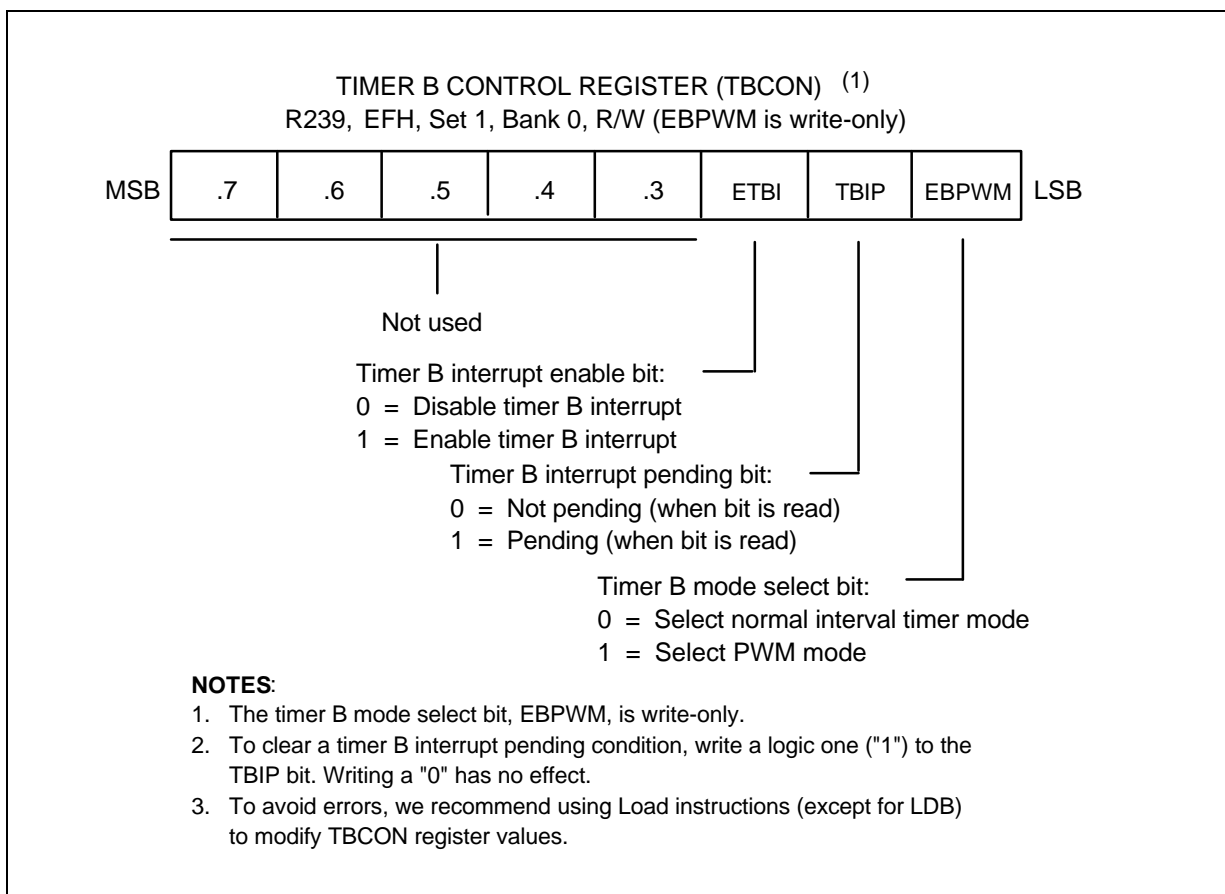 TIMER B CONTROL REGISTER (TBCON) (1)
R239, EFH, Set 1, Bank 0, R/W (EBPWM is write-only)
MSB .7 .6 .5 .4 .3 ETBI TBIP EBPWM LSB
Not used
Timer B interrupt enable bit:
0 = Disable timer B interrupt
1 = Enable timer B interrupt
Timer B interrupt pending bit:
0 = Not pending (when bit is read)
1 = Pending (when bit is read)
Timer B mode select bit:
0 = Select normal interval timer mode
1 = Select PWM mode
NOTES:
1. The timer B mode select bit, EBPWM, is write-only.
2. To clear a timer B interrupt pending condition, write a logic one ("1") to the
TBIP bit. Writing a "0" has no effect.
3. To avoid errors, we recommend using Load instructions (except for LDB)
to modify TBCON register values.